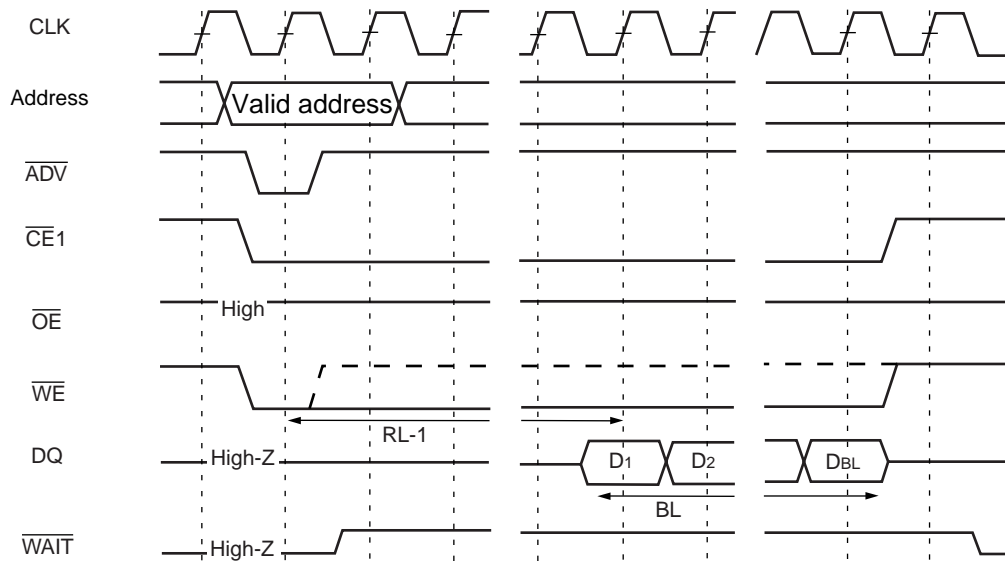 CLK
Address
Valid address
ADV
CE1
OE
High
WE
RL-1
DQ
High-Z
D1
D2
DBL
BL
WAIT
High-Z